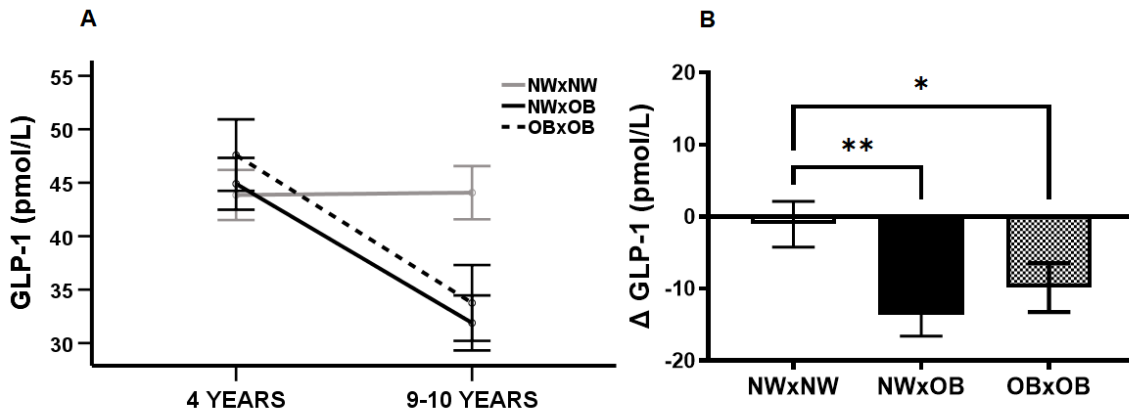 A
GLP-1 (pmol/L)
55
50
45
40
35
30
NWxNW
NWxOB
OBxOB
4 YEARS
9-10 YEARS
B
Δ GLP-1 (pmol/L)
20
10
0
-10
-20
*
**
NWxNW
NWxOB
OBxOB